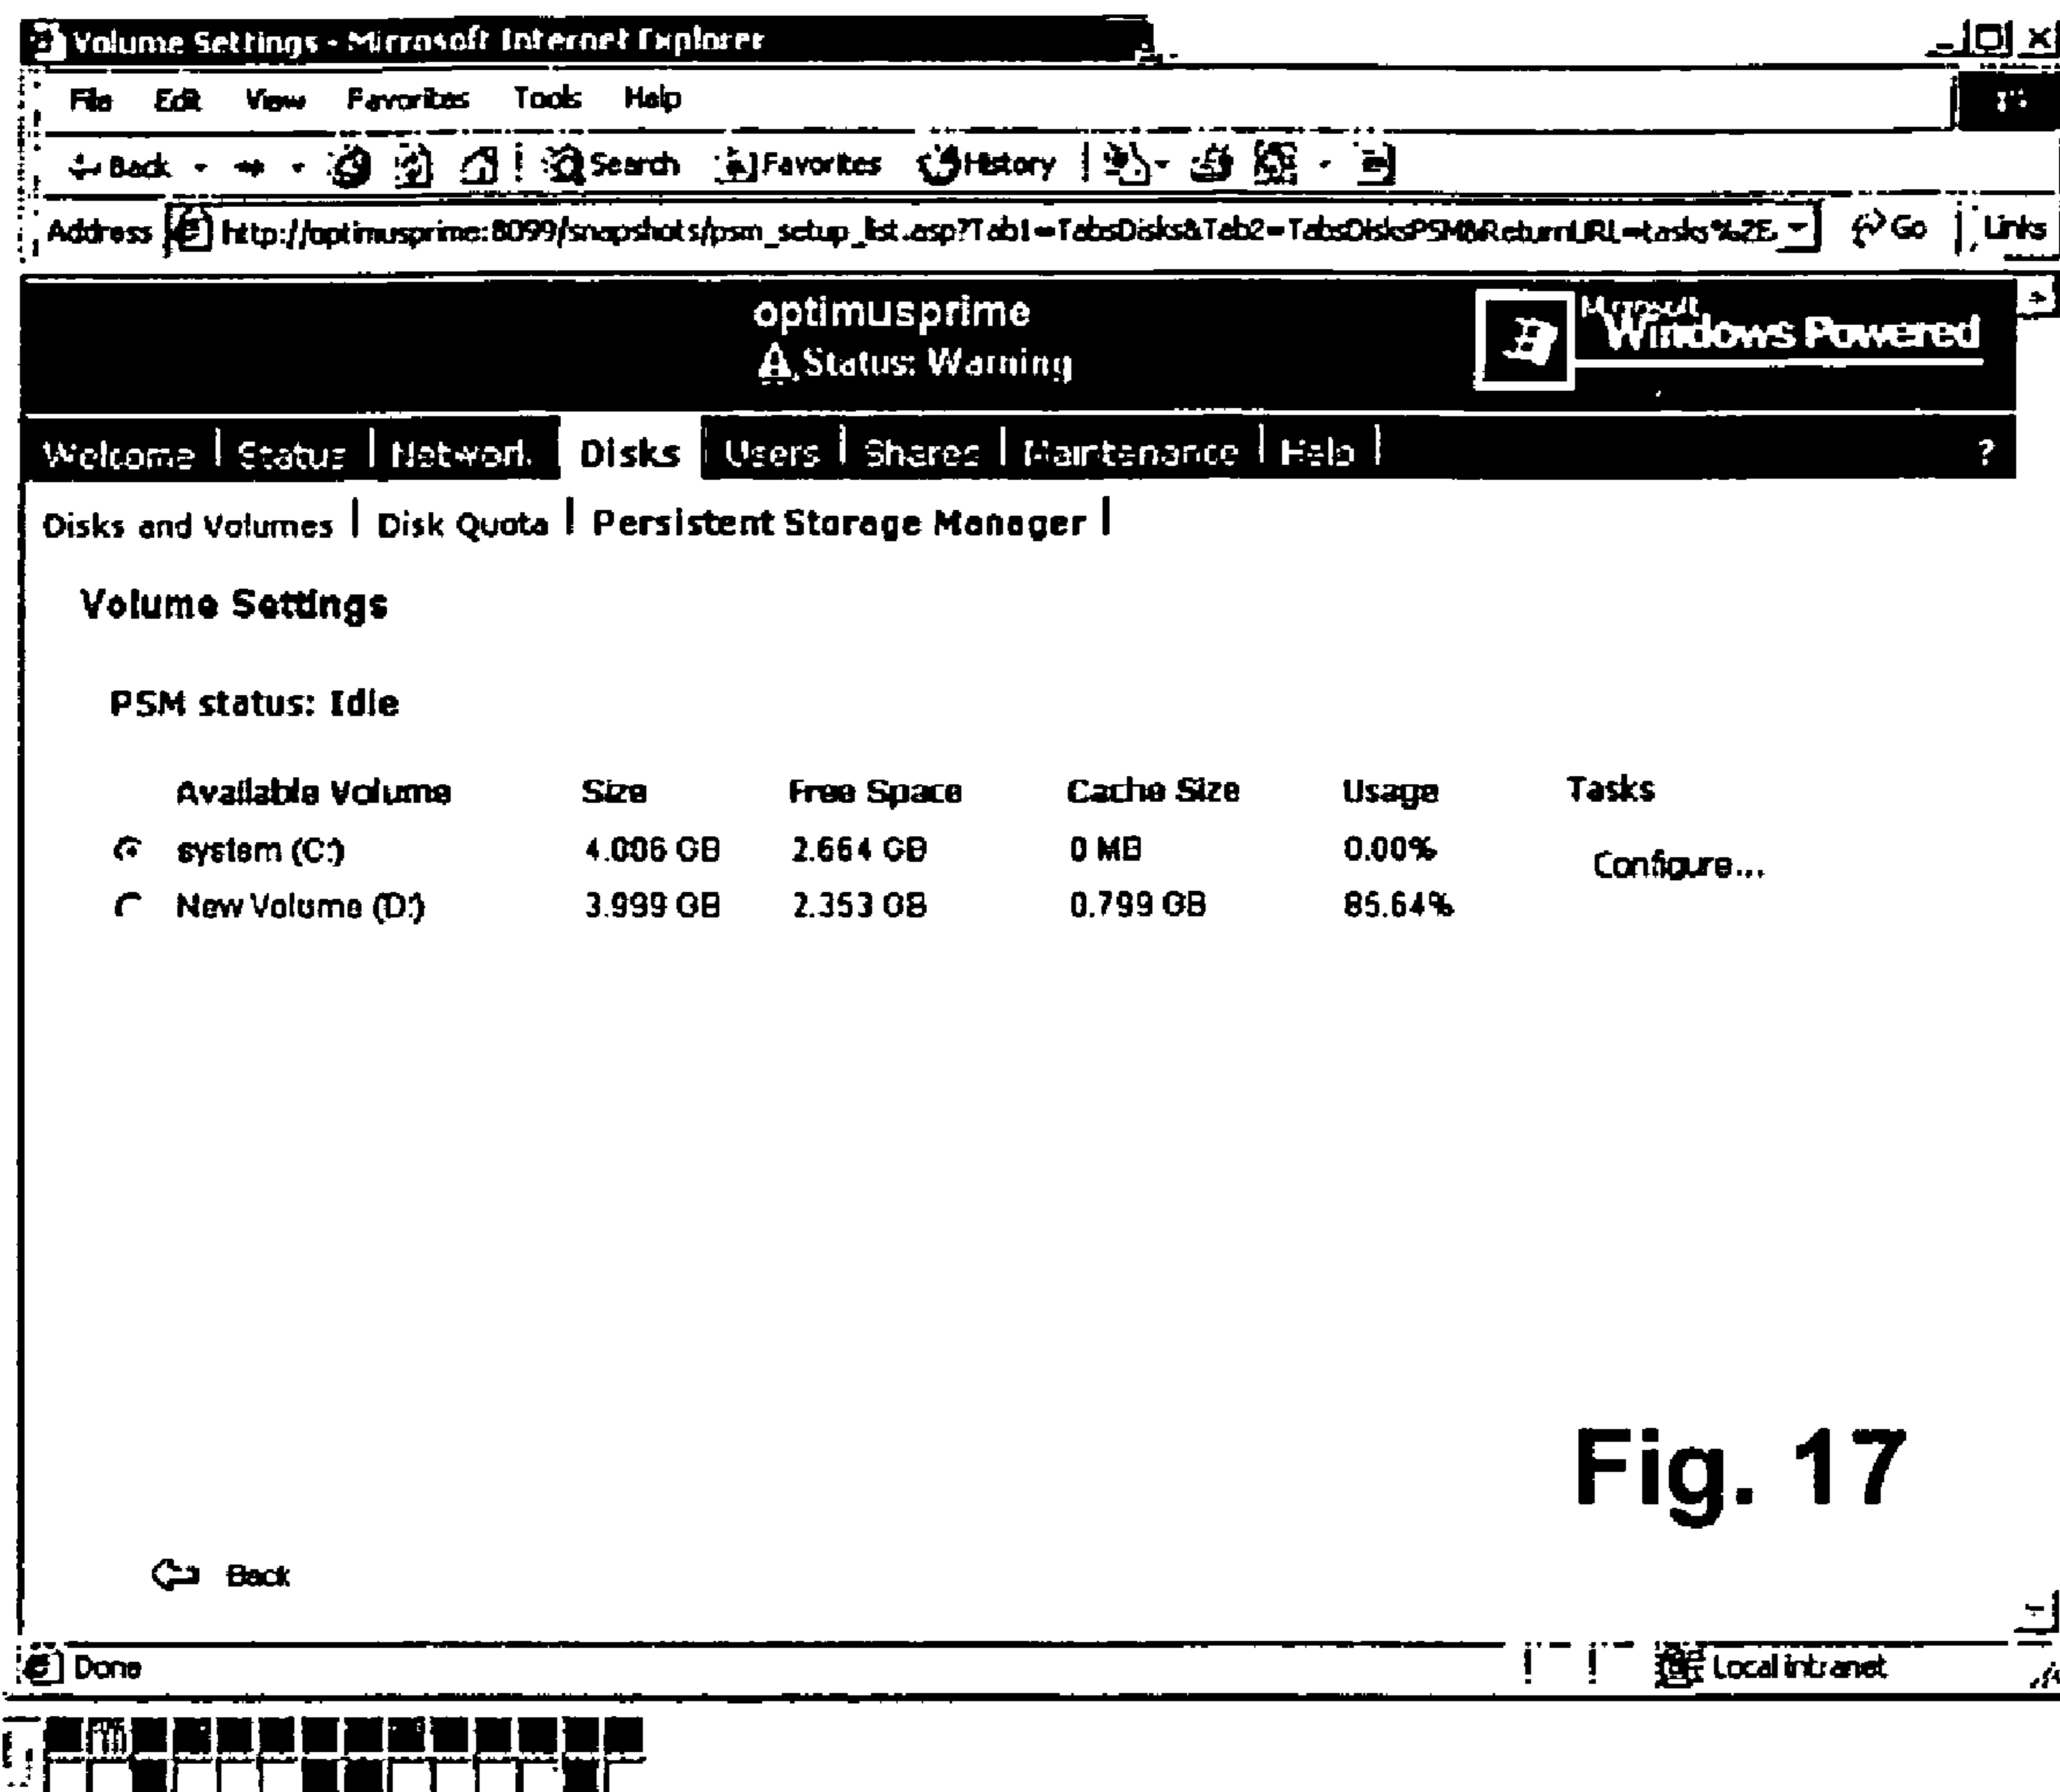 Volume Settings - Microsoft Internet Explorer
File Edit View Favorites Tools Help
Back Search Favorites History
Address http://optimusprime:8099/snapshots/psm_setup_list.asp?Tab1=TabsDisks&Tab2=TabsDisksPSM&ReturnURL=tasks%2E Go Links
optimusprime
Status: Warning
Microsoft
Windows Powered
Welcome | Status | Network | Disks | Users | Shares | Maintenance | Help | ?
Disks and Volumes | Disk Quota | Persistent Storage Manager |
Volume Settings
PSM status: Idle
Available Volume Size Free Space Cache Size Usage Tasks
system (C:) 4.006 GB 2.664 GB 0 MB 0.00% Configure...
New Volume (D:) 3.999 GB 2.353 GB 0.799 GB 85.64%
Fig. 17
Back
Done Local intranet